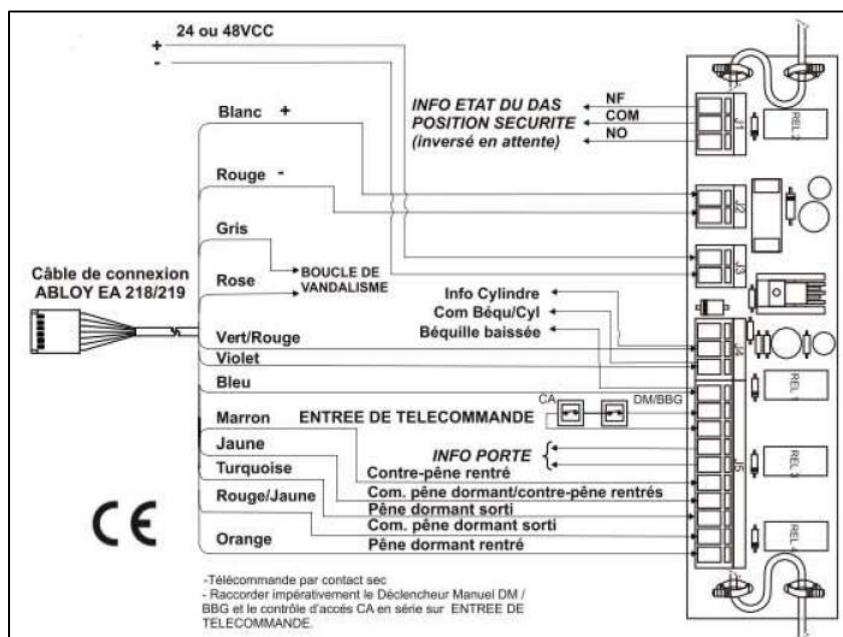 24 ou 48VCC
+
-
Blanc +
INFO ETAT DU DAS
POSITION SECURITE
(inversé en attente)
NF
COM
NO
J1
REL 2
Rouge -
J2
Gris
J3
Câble de connexion
ABLOY EA 218/219
Rose
BOUCLE DE
VANDALISME
Info Cylindre
Com Béqu/Cyl
Béquille baissée
Vert/Rouge
Violet
J4
Bleu
REL 1
CA
DM/BBG
Marron
ENTREE DE TELECOMMANDE
Jaune
INFO PORTE
J5
REL 3
Turquoise
Contre-pêne rentré
Rouge/Jaune
Com. pêne dormant/contre-pêne rentrés
Pêne dormant sorti
Com. pêne dormant sorti
REL 4
Orange
Pêne dormant rentré
CE
-Télécommande par contact sec
- Raccorder impérativement le Déclencheur Manuel DM /
BBG et le contrôle d'accés CA en série sur ENTREE DE
TELECOMMANDE.